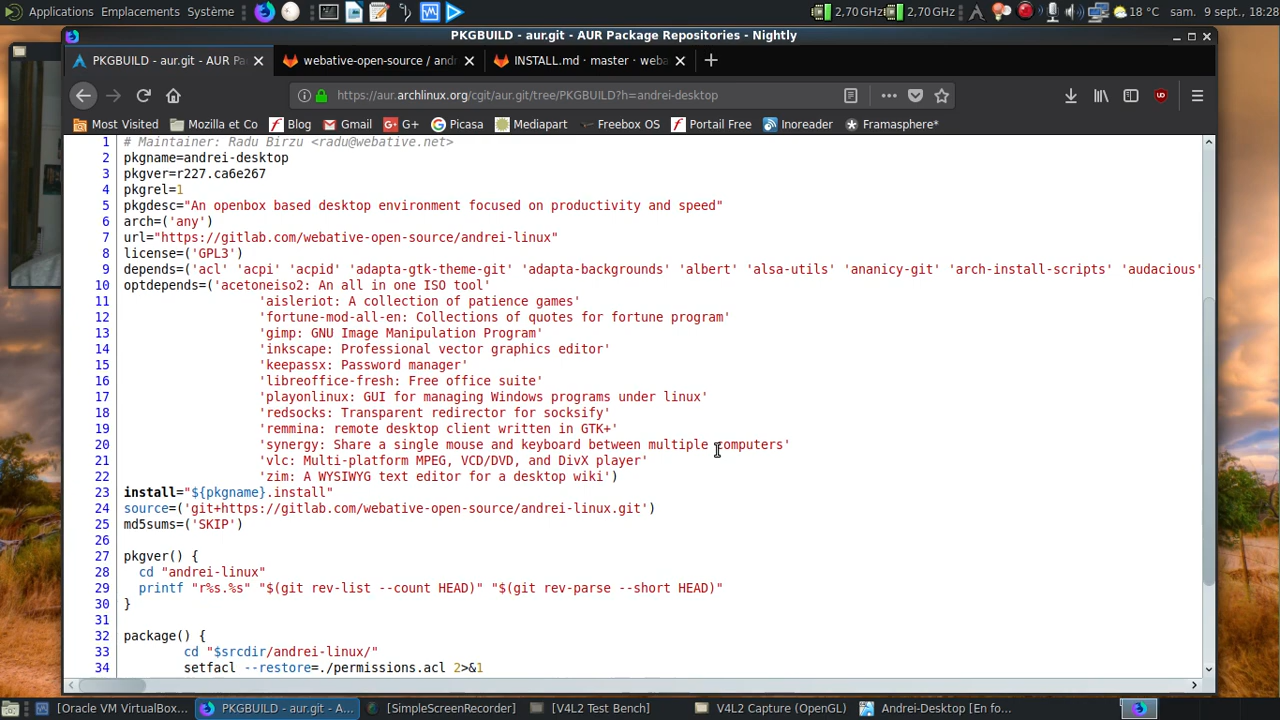 Applications Emplacements Système 2,70 GHz 2,70 GHz 18 °C sam. 9 sept., 18:28
PKGBUILD - aur.git - AUR Package Repositories - Nightly
PKGBUILD - aur.git - AUR Pa webative-open-source / andr INSTALL.md · master · weba
https://aur.archlinux.org/cgit/aur.git/tree/PKGBUILD?h=andrei-desktop
Most Visited Mozilla et Co Blog Gmail G+ Picasa Mediapart Freebox OS Portail Free Inoreader Framasphère*
1 # Maintainer: Radu Birzu <radu@webative.net>
2 pkgname=andrei-desktop
3 pkgver=r227.ca6e267
4 pkgrel=1
5 pkgdesc="An openbox based desktop environment focused on productivity and speed"
6 arch=('any')
7 url="https://gitlab.com/webative-open-source/andrei-linux"
8 license=('GPL3')
9 depends=('acl' 'acpi' 'acpid' 'adapta-gtk-theme-git' 'adapta-backgrounds' 'albert' 'alsa-utils' 'ananicy-git' 'arch-install-scripts' 'audacious'
10 optdepends=('acetoneiso2: An all in one ISO tool'
11 'aisleriot: A collection of patience games'
12 'fortune-mod-all-en: Collections of quotes for fortune program'
13 'gimp: GNU Image Manipulation Program'
14 'inkscape: Professional vector graphics editor'
15 'keepassx: Password manager'
16 'libreoffice-fresh: Free office suite'
17 'playonlinux: GUI for managing Windows programs under linux'
18 'redsocks: Transparent redirector for socksify'
19 'remmina: remote desktop client written in GTK+'
20 'synergy: Share a single mouse and keyboard between multiple computers'
21 'vlc: Multi-platform MPEG, VCD/DVD, and DivX player'
22 'zim: A WYSIWYG text editor for a desktop wiki')
23 install="${pkgname}.install"
24 source=('git+https://gitlab.com/webative-open-source/andrei-linux.git')
25 md5sums=('SKIP')
26
27 pkgver() {
28 cd "andrei-linux"
29 printf "r%s.%s" "$(git rev-list --count HEAD)" "$(git rev-parse --short HEAD)"
30 }
31
32 package() {
33 cd "$srcdir/andrei-linux/"
34 setfacl --restore=./permissions.acl 2>&1
[Oracle VM VirtualBox... PKGBUILD - aur.git - A... [SimpleScreenRecorder] [V4L2 Test Bench] V4L2 Capture (OpenGL) Andrei-Desktop [En fo...